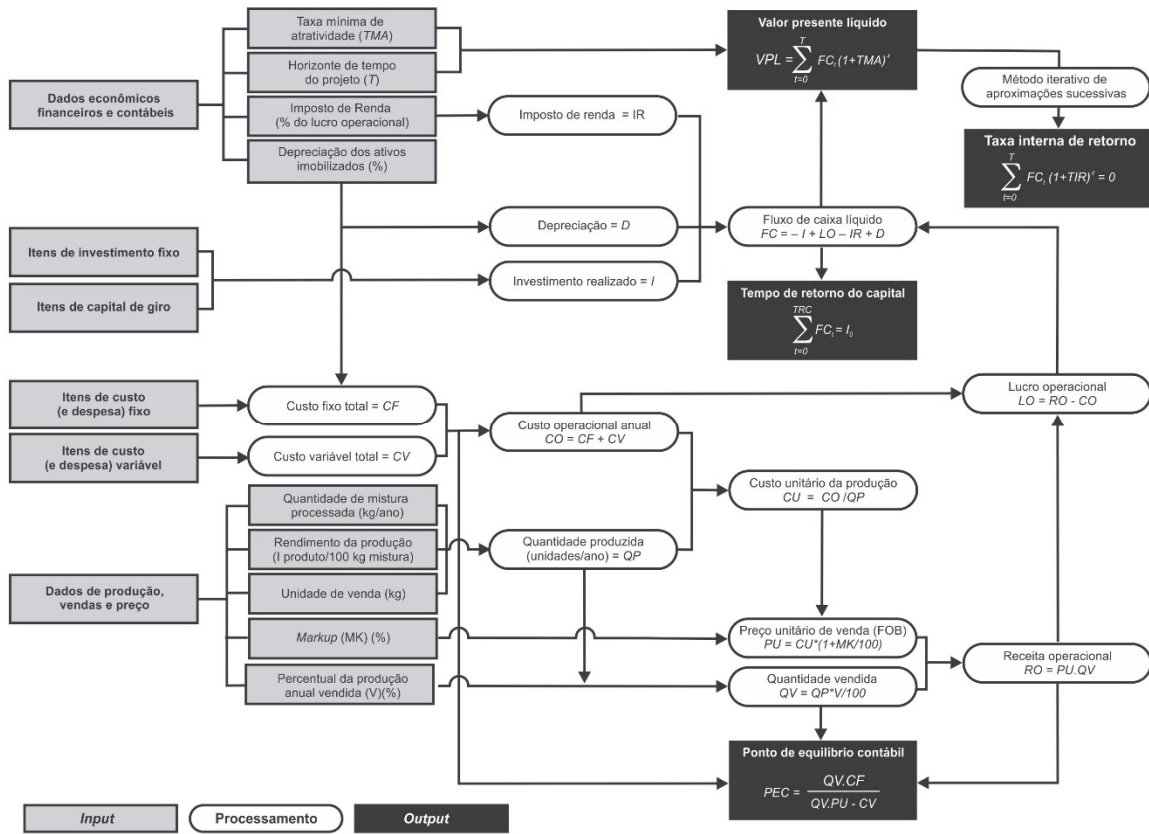 Dados econômicos
financeiros e contábeis
Taxa mínima de
atratividade (TMA)
Horizonte de tempo
do projeto (T)
Imposto de Renda
(% do lucro operacional)
Depreciação dos ativos
imobilizados (%)
Imposto de renda = IR
Valor presente líquido
T
VPL = ∑ FCₜ(1+TMA)⁻ᵗ
t=0
Método iterativo de
aproximações sucessivas
Taxa interna de retorno
T
∑ FCₜ (1+TIR)⁻ᵗ = 0
t=0
Itens de investimento fixo
Itens de capital de giro
Depreciação = D
Investimento realizado = I
Fluxo de caixa líquido
FC = – I + LO – IR + D
Tempo de retorno do capital
TRC
∑ FCₜ = I₀
t=0
Itens de custo
(e despesa) fixo
Itens de custo
(e despesa) variável
Custo fixo total = CF
Custo variável total = CV
Custo operacional anual
CO = CF + CV
Lucro operacional
LO = RO - CO
Custo unitário da produção
CU = CO /QP
Dados de produção,
vendas e preço
Quantidade de mistura
processada (kg/ano)
Rendimento da produção
(l produto/100 kg mistura)
Unidade de venda (kg)
Markup (MK) (%)
Percentual da produção
anual vendida (V)(%)
Quantidade produzida
(unidades/ano) = QP
Preço unitário de venda (FOB)
PU = CU*(1+MK/100)
Quantidade vendida
QV = QP*V/100
Receita operacional
RO = PU.QV
Ponto de equilíbrio contábil
QV.CF
PEC =
QV.PU - CV
Input
Processamento
Output